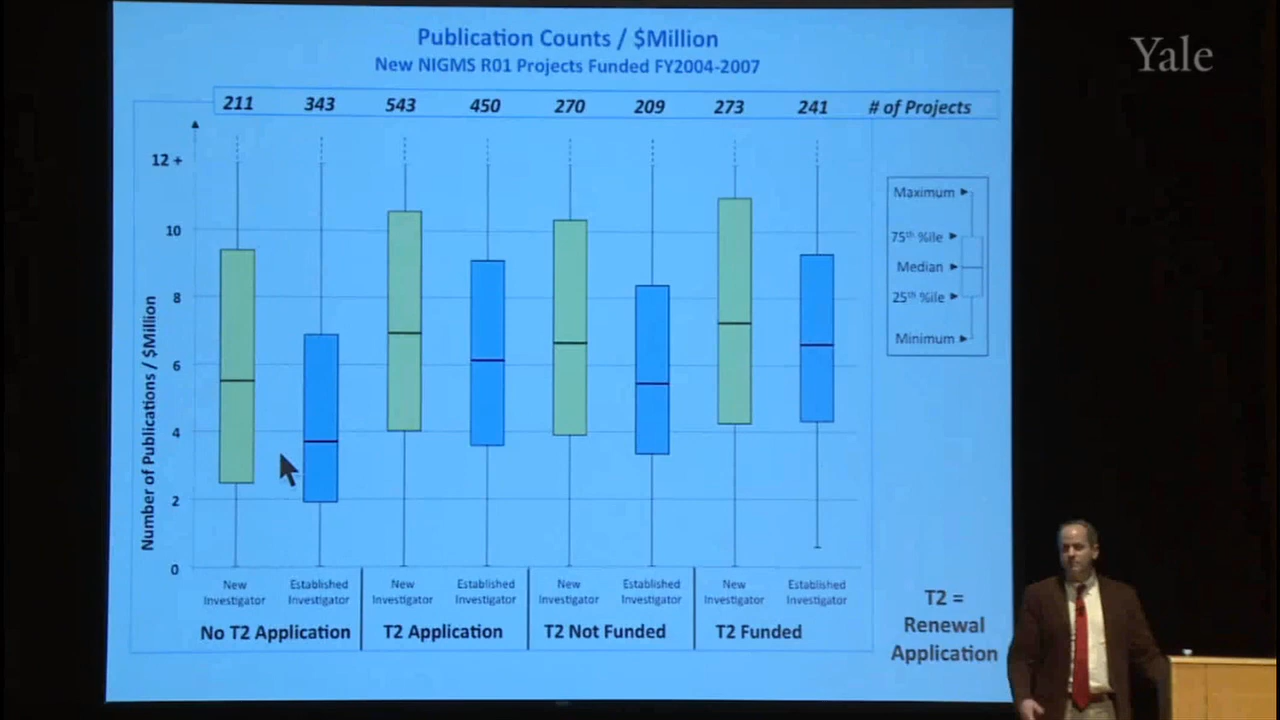 Publication Counts / $Million
Yale
New NIGMS R01 Projects Funded FY2004-2007
211 343 543 450 270 209 273 241 # of Projects
12 +
10
8
6
4
2
0
Number of Publications / $Million
Maximum
75th %ile
Median
25th %ile
Minimum
New Investigator
Established Investigator
New Investigator
Established Investigator
New Investigator
Established Investigator
New Investigator
Established Investigator
No T2 Application
T2 Application
T2 Not Funded
T2 Funded
T2 =
Renewal
Application